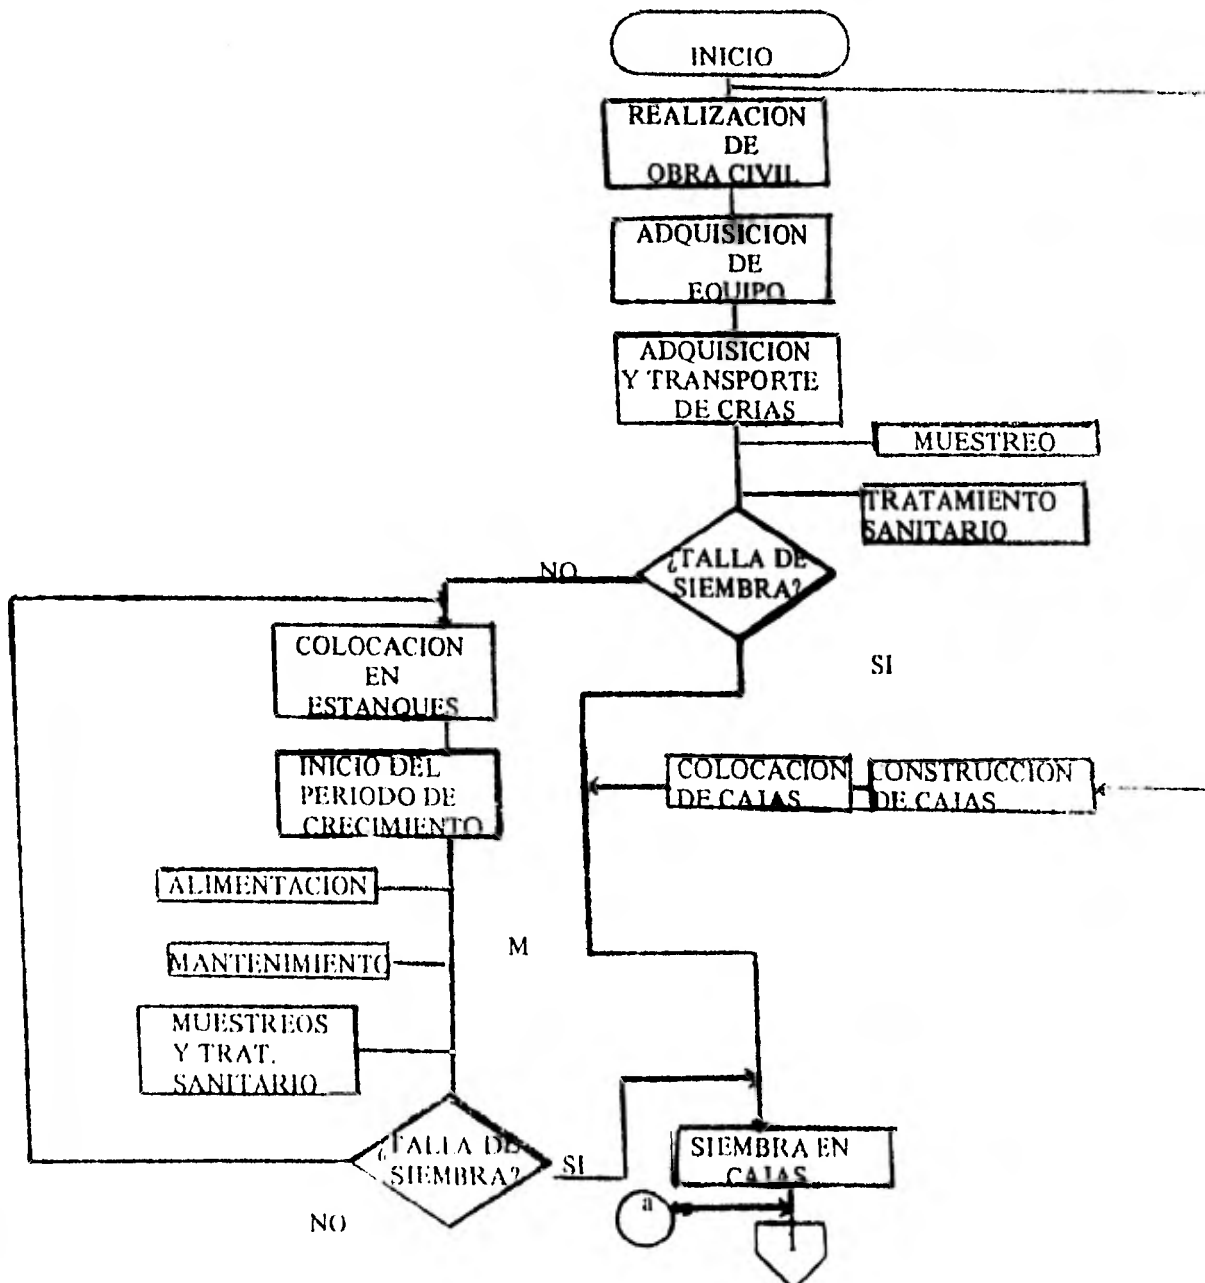 INICIO
REALIZACION
DE
OBRA CIVIL
ADQUISICION
DE
EQUIPO
ADQUISICION
Y TRANSPORTE
DE CRIAS
MUESTREO
TRATAMIENTO
SANITARIO
¿TALLA DE
SIEMBRA?
NO
SI
COLOCACION
EN
ESTANQUES
INICIO DEL
PERIODO DE
CRECIMIENTO
COLOCACION
DE CAJAS
CONSTRUCCION
DE CAJAS
ALIMENTACION
M
MANTENIMIENTO
MUESTREOS
Y TRAT.
SANITARIO
¿TALLA DE
SIEMBRA?
SI
NO
SIEMBRA EN
CAJAS
a